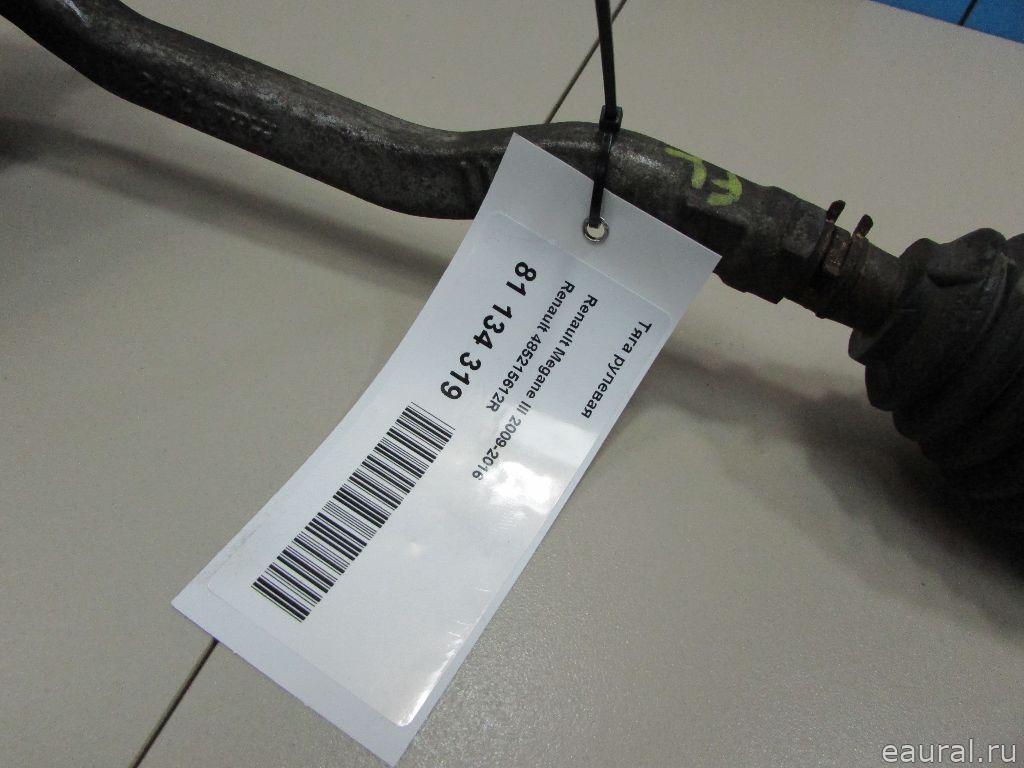 Тяга рулевая
Renault Megane III 2009-2016
Renault 485215612R
81 134 319
eaural.ru